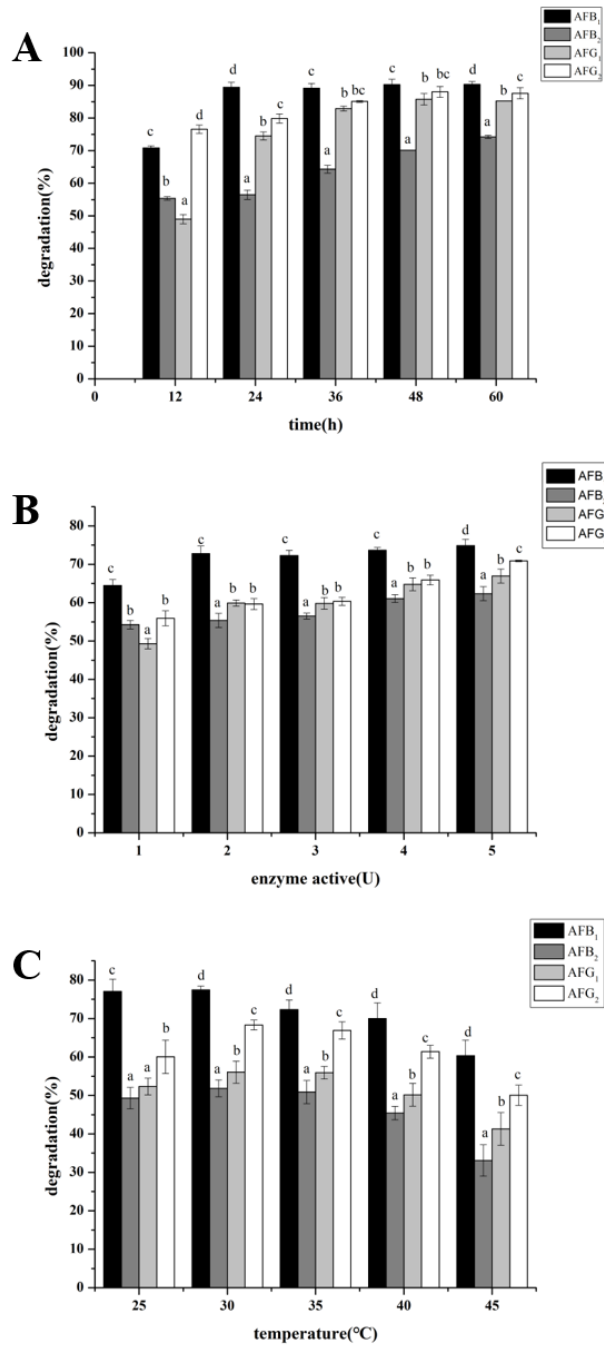 A
AFB₁
AFB₂
AFG₁
AFG₂
100
90
80
70
60
50
40
30
20
10
0
degradation(%)
c b a d
d a b c
c a b bc
c a b bc
c a b c
0 12 24 36 48 60
time(h)
B
AFB
AFB
AFG
AFG
80
70
60
50
40
30
20
10
0
degradation(%)
c b a b
c a b b
c a b b
c a b b
d a b c
1 2 3 4 5
enzyme active(U)
C
AFB₁
AFB₂
AFG₁
AFG₂
80
70
60
50
40
30
20
10
0
degradation(%)
c a a b
d a b c
d a b c
d a b c
d a b c
25 30 35 40 45
temperature(°C)